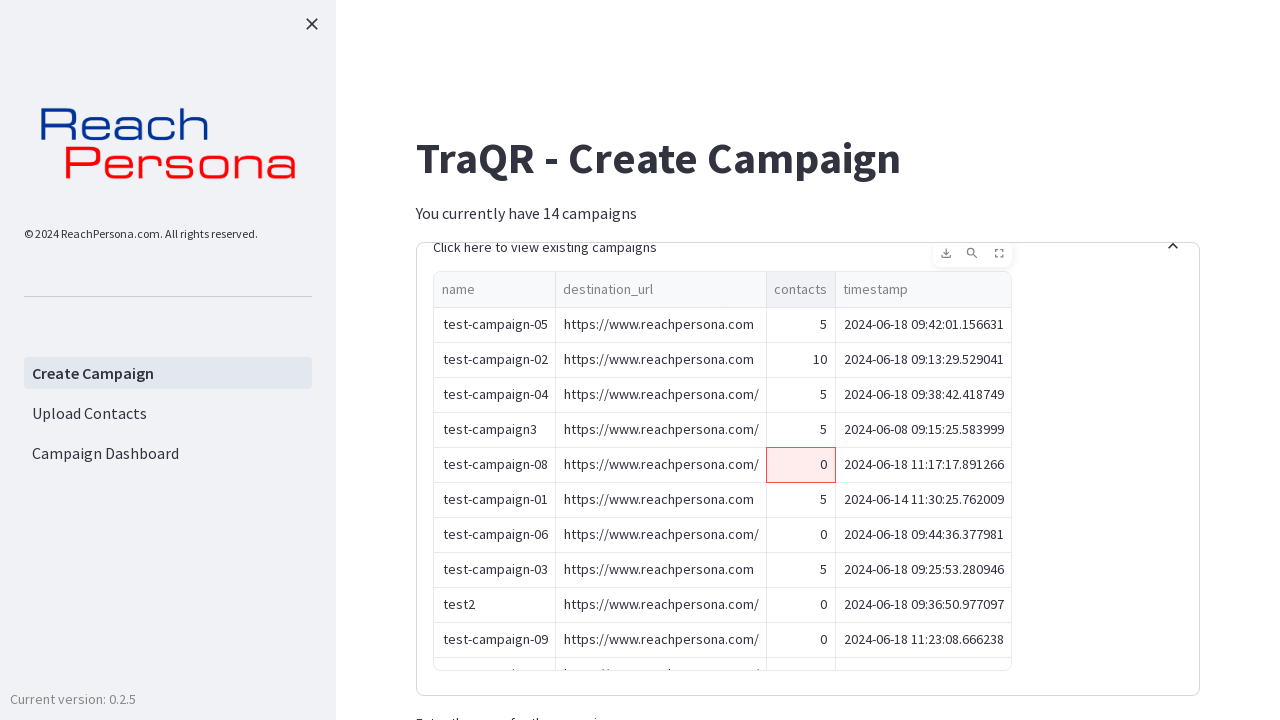 Reach
Persona
© 2024 ReachPersona.com. All rights reserved.
Create Campaign
Upload Contacts
Campaign Dashboard
Current version: 0.2.5
TraQR - Create Campaign
You currently have 14 campaigns
Click here to view existing campaigns
name destination_url contacts timestamp
test-campaign-05 https://www.reachpersona.com 5 2024-06-18 09:42:01.156631
test-campaign-02 https://www.reachpersona.com 10 2024-06-18 09:13:29.529041
test-campaign-04 https://www.reachpersona.com/ 5 2024-06-18 09:38:42.418749
test-campaign3 https://www.reachpersona.com/ 5 2024-06-08 09:15:25.583999
test-campaign-08 https://www.reachpersona.com/ 0 2024-06-18 11:17:17.891266
test-campaign-01 https://www.reachpersona.com 5 2024-06-14 11:30:25.762009
test-campaign-06 https://www.reachpersona.com/ 0 2024-06-18 09:44:36.377981
test-campaign-03 https://www.reachpersona.com 5 2024-06-18 09:25:53.280946
test2 https://www.reachpersona.com/ 0 2024-06-18 09:36:50.977097
test-campaign-09 https://www.reachpersona.com/ 0 2024-06-18 11:23:08.666238